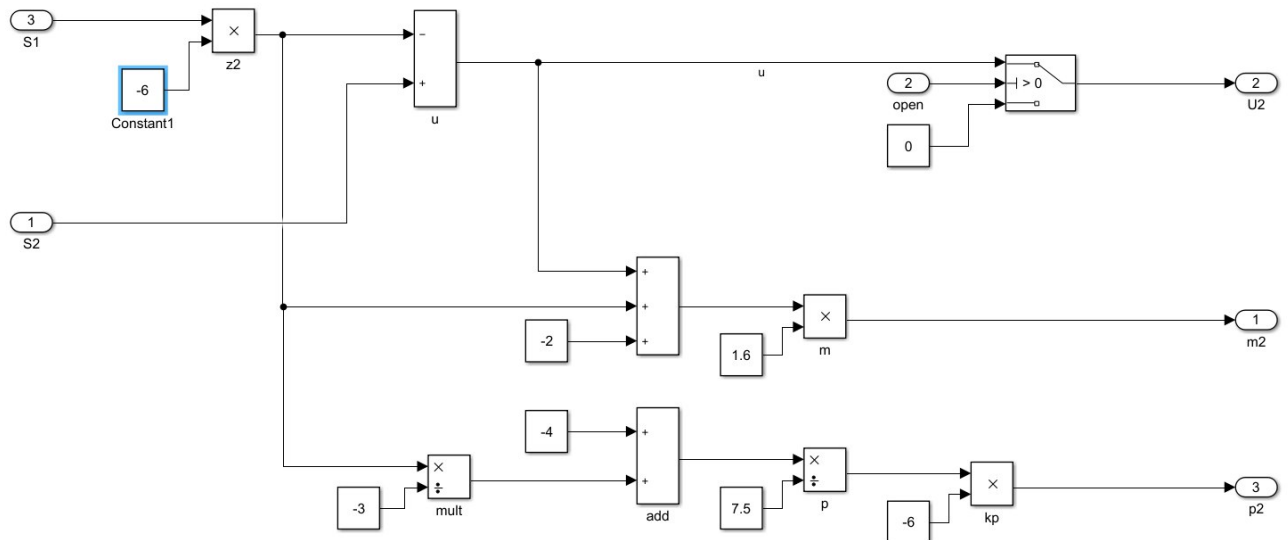 3
S1
×
z2
-6
Constant1
−
+
u
u
2
open
> 0
0
2
U2
1
S2
+
+
+
-2
×
m
1.6
1
m2
×
÷
mult
-3
-4
+
+
add
×
÷
p
7.5
×
kp
-6
3
p2